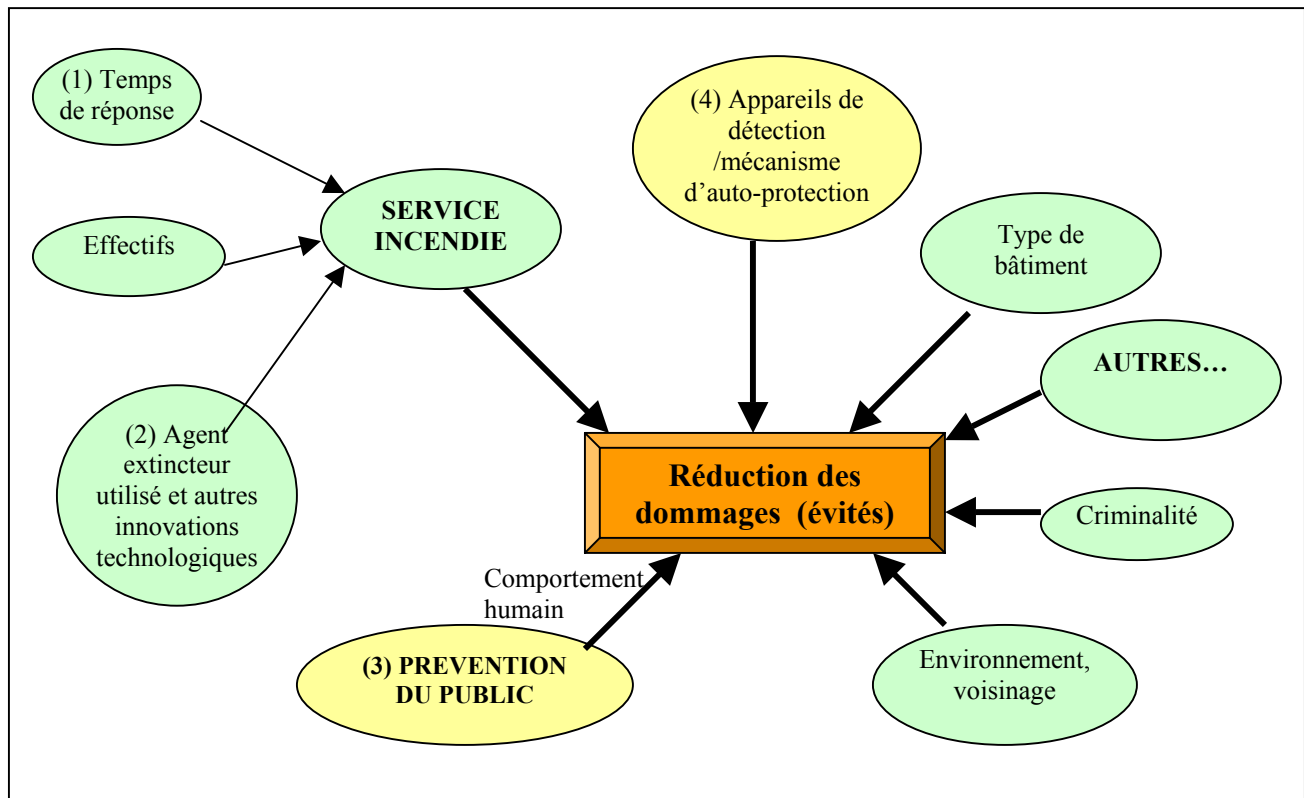 (1) Temps
de réponse
Effectifs
(2) Agent
extincteur
utilisé et autres
innovations
technologiques
SERVICE
INCENDIE
(4) Appareils de
détection
/mécanisme
d’auto-protection
Type de
bâtiment
AUTRES…
Criminalité
Environnement,
voisinage
Réduction des
dommages (évités)
Comportement
humain
(3) PREVENTION
DU PUBLIC